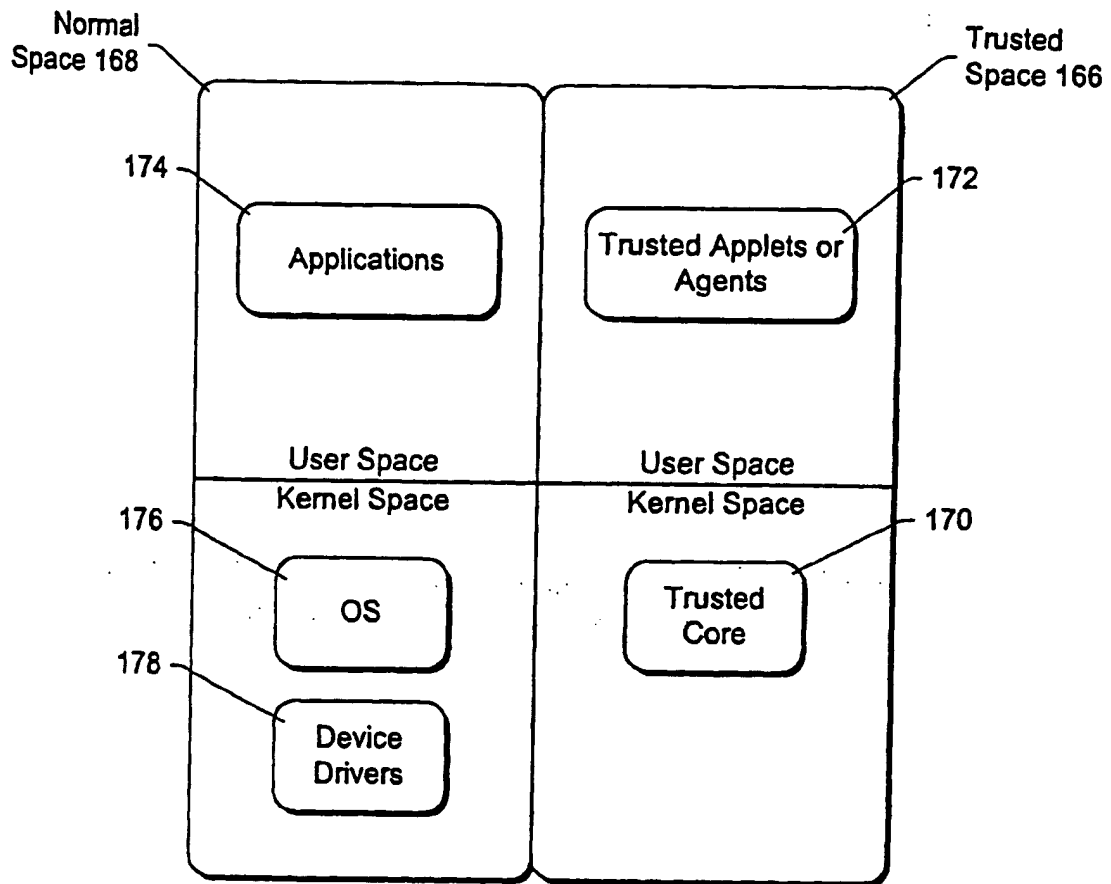 Normal
Space 168
Trusted
Space 166
174
172
Applications
Trusted Applets or
Agents
User Space
User Space
Kernel Space
Kernel Space
176
170
OS
Trusted
Core
178
Device
Drivers